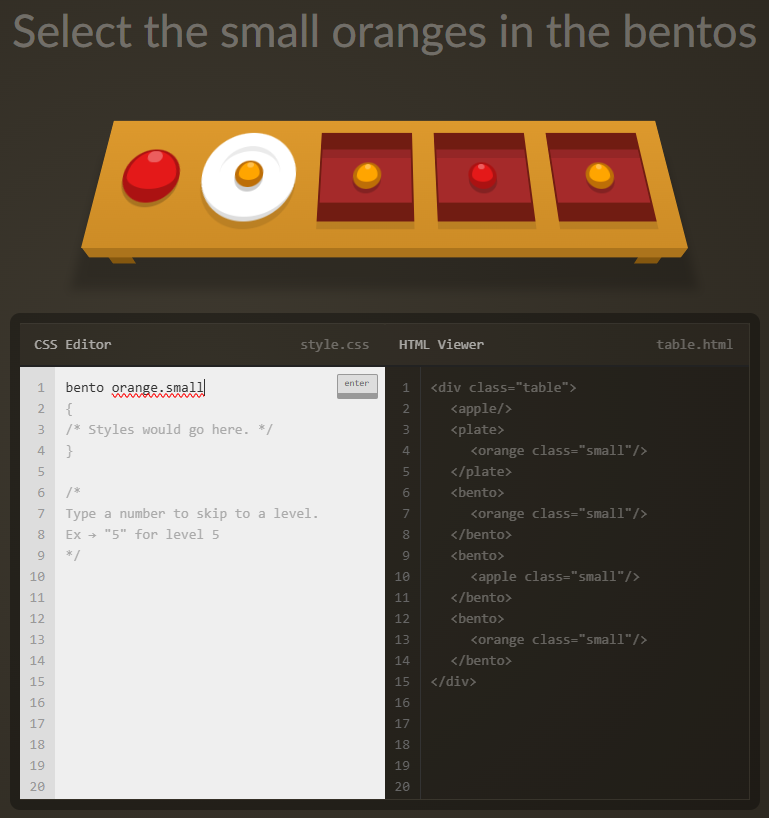 Select the small oranges in the bentos
CSS Editor style.css
1 bento orange.small enter
2 {
3 /* Styles would go here. */
4 }
5
6 /*
7 Type a number to skip to a level.
8 Ex → "5" for level 5
9 */
10
11
12
13
14
15
16
17
18
19
20
HTML Viewer table.html
1 <div class="table">
2 <apple/>
3 <plate>
4 <orange class="small"/>
5 </plate>
6 <bento>
7 <orange class="small"/>
8 </bento>
9 <bento>
10 <apple class="small"/>
11 </bento>
12 <bento>
13 <orange class="small"/>
14 </bento>
15 </div>
16
17
18
19
20